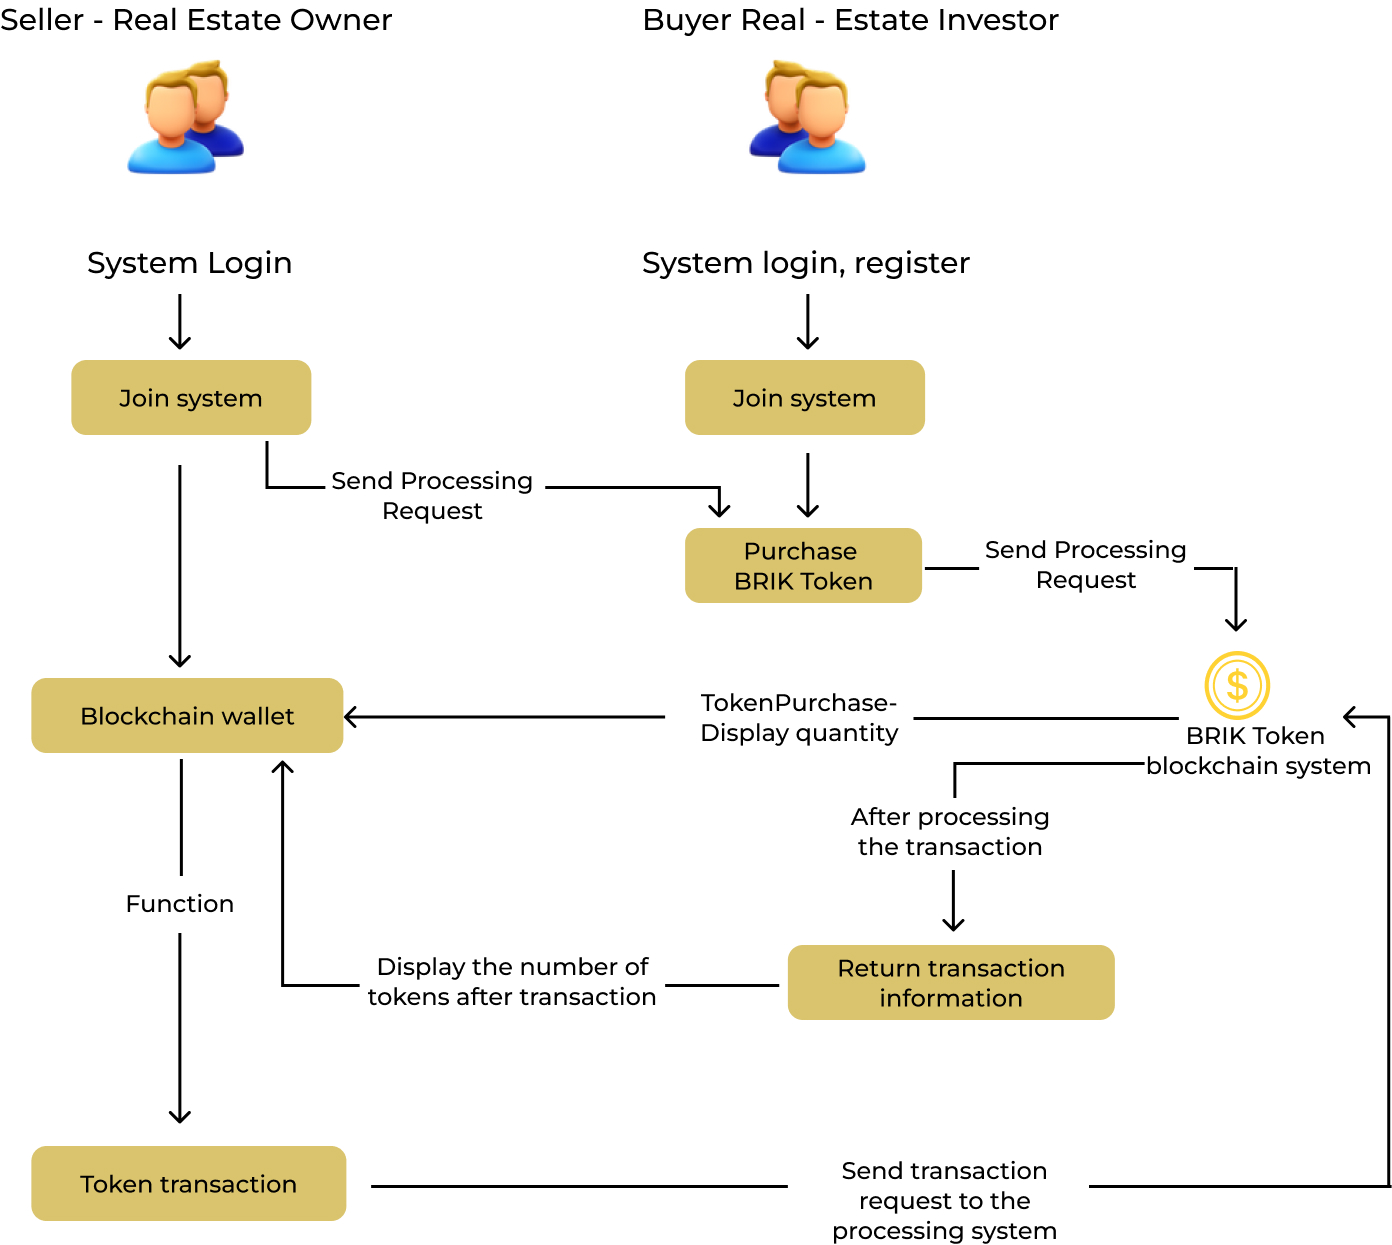 Seller - Real Estate Owner
Buyer Real - Estate Investor
System Login
System login, register
Join system
Join system
Send Processing
Request
Purchase
BRIK Token
Send Processing
Request
$
Blockchain wallet
TokenPurchase-
Display quantity
BRIK Token
blockchain system
After processing
the transaction
Function
Display the number of
tokens after transaction
Return transaction
information
Token transaction
Send transaction
request to the
processing system